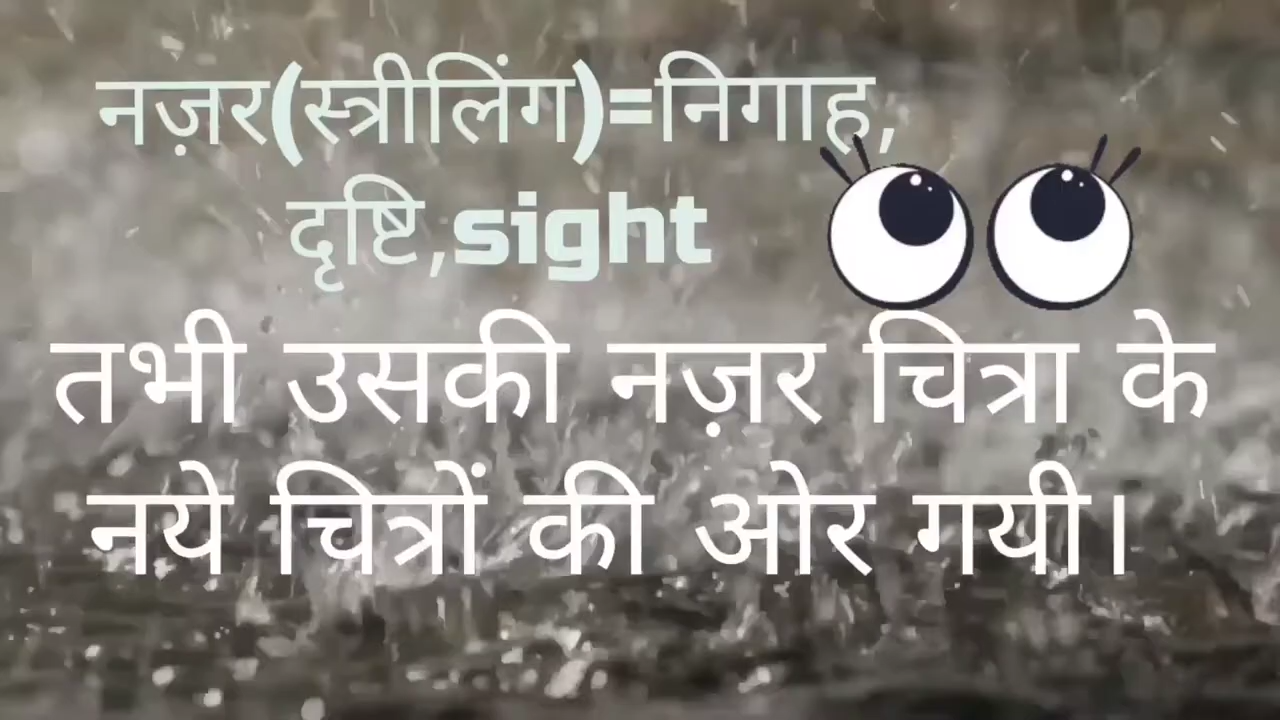 नज़र(स्त्रीलिंग)=निगाह,
दृष्टि,sight
तभी उसकी नज़र चित्रा के
नये चित्रों की ओर गयी।